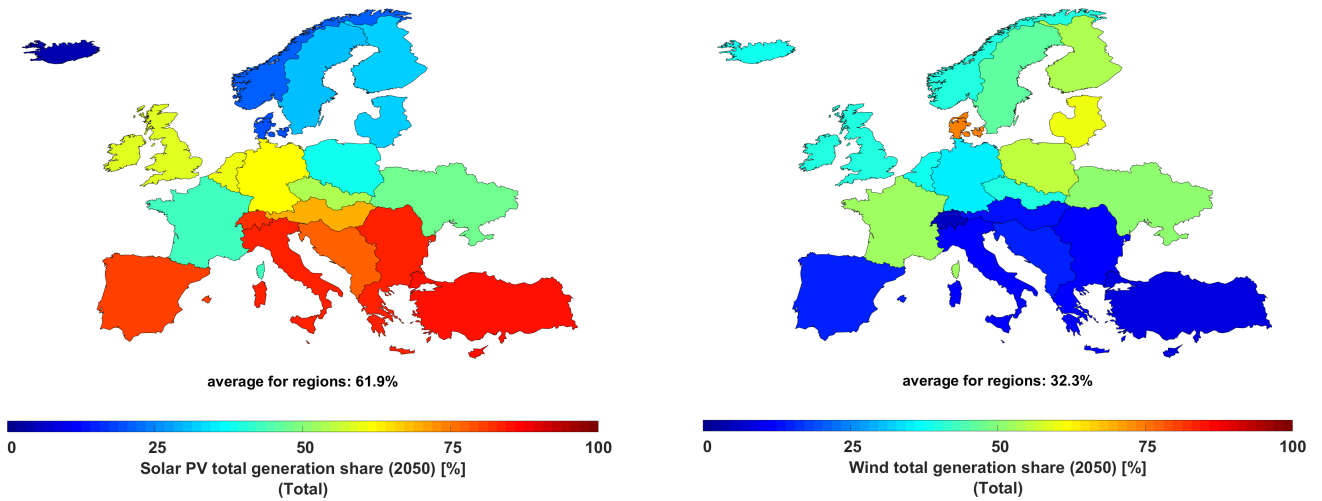 average for regions: 61.9%
0 25 50 75 100
Solar PV total generation share (2050) [%]
(Total)
average for regions: 32.3%
0 25 50 75 100
Wind total generation share (2050) [%]
(Total)